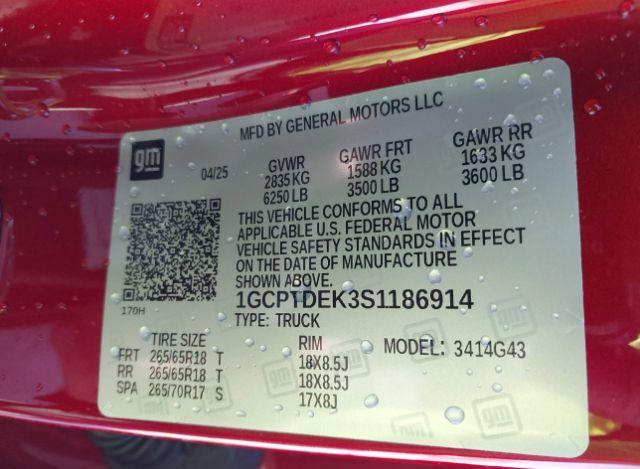 MFD BY GENERAL MOTORS LLC
gm
04/25
GVWR GAWR FRT GAWR RR
2835 KG 1588 KG 1633 KG
6250 LB 3500 LB 3600 LB
THIS VEHICLE CONFORMS TO ALL
APPLICABLE U.S. FEDERAL MOTOR
VEHICLE SAFETY STANDARDS IN EFFECT
ON THE DATE OF MANUFACTURE
SHOWN ABOVE.
170H
1GCPTDEK3S1186914
TYPE: TRUCK
TIRE SIZE RIM MODEL: 3414G43
FRT 265/65R18 T 18X8.5J
RR 265/65R18 T 18X8.5J
SPA 265/70R17 S 17X8J
gm
gm
gm